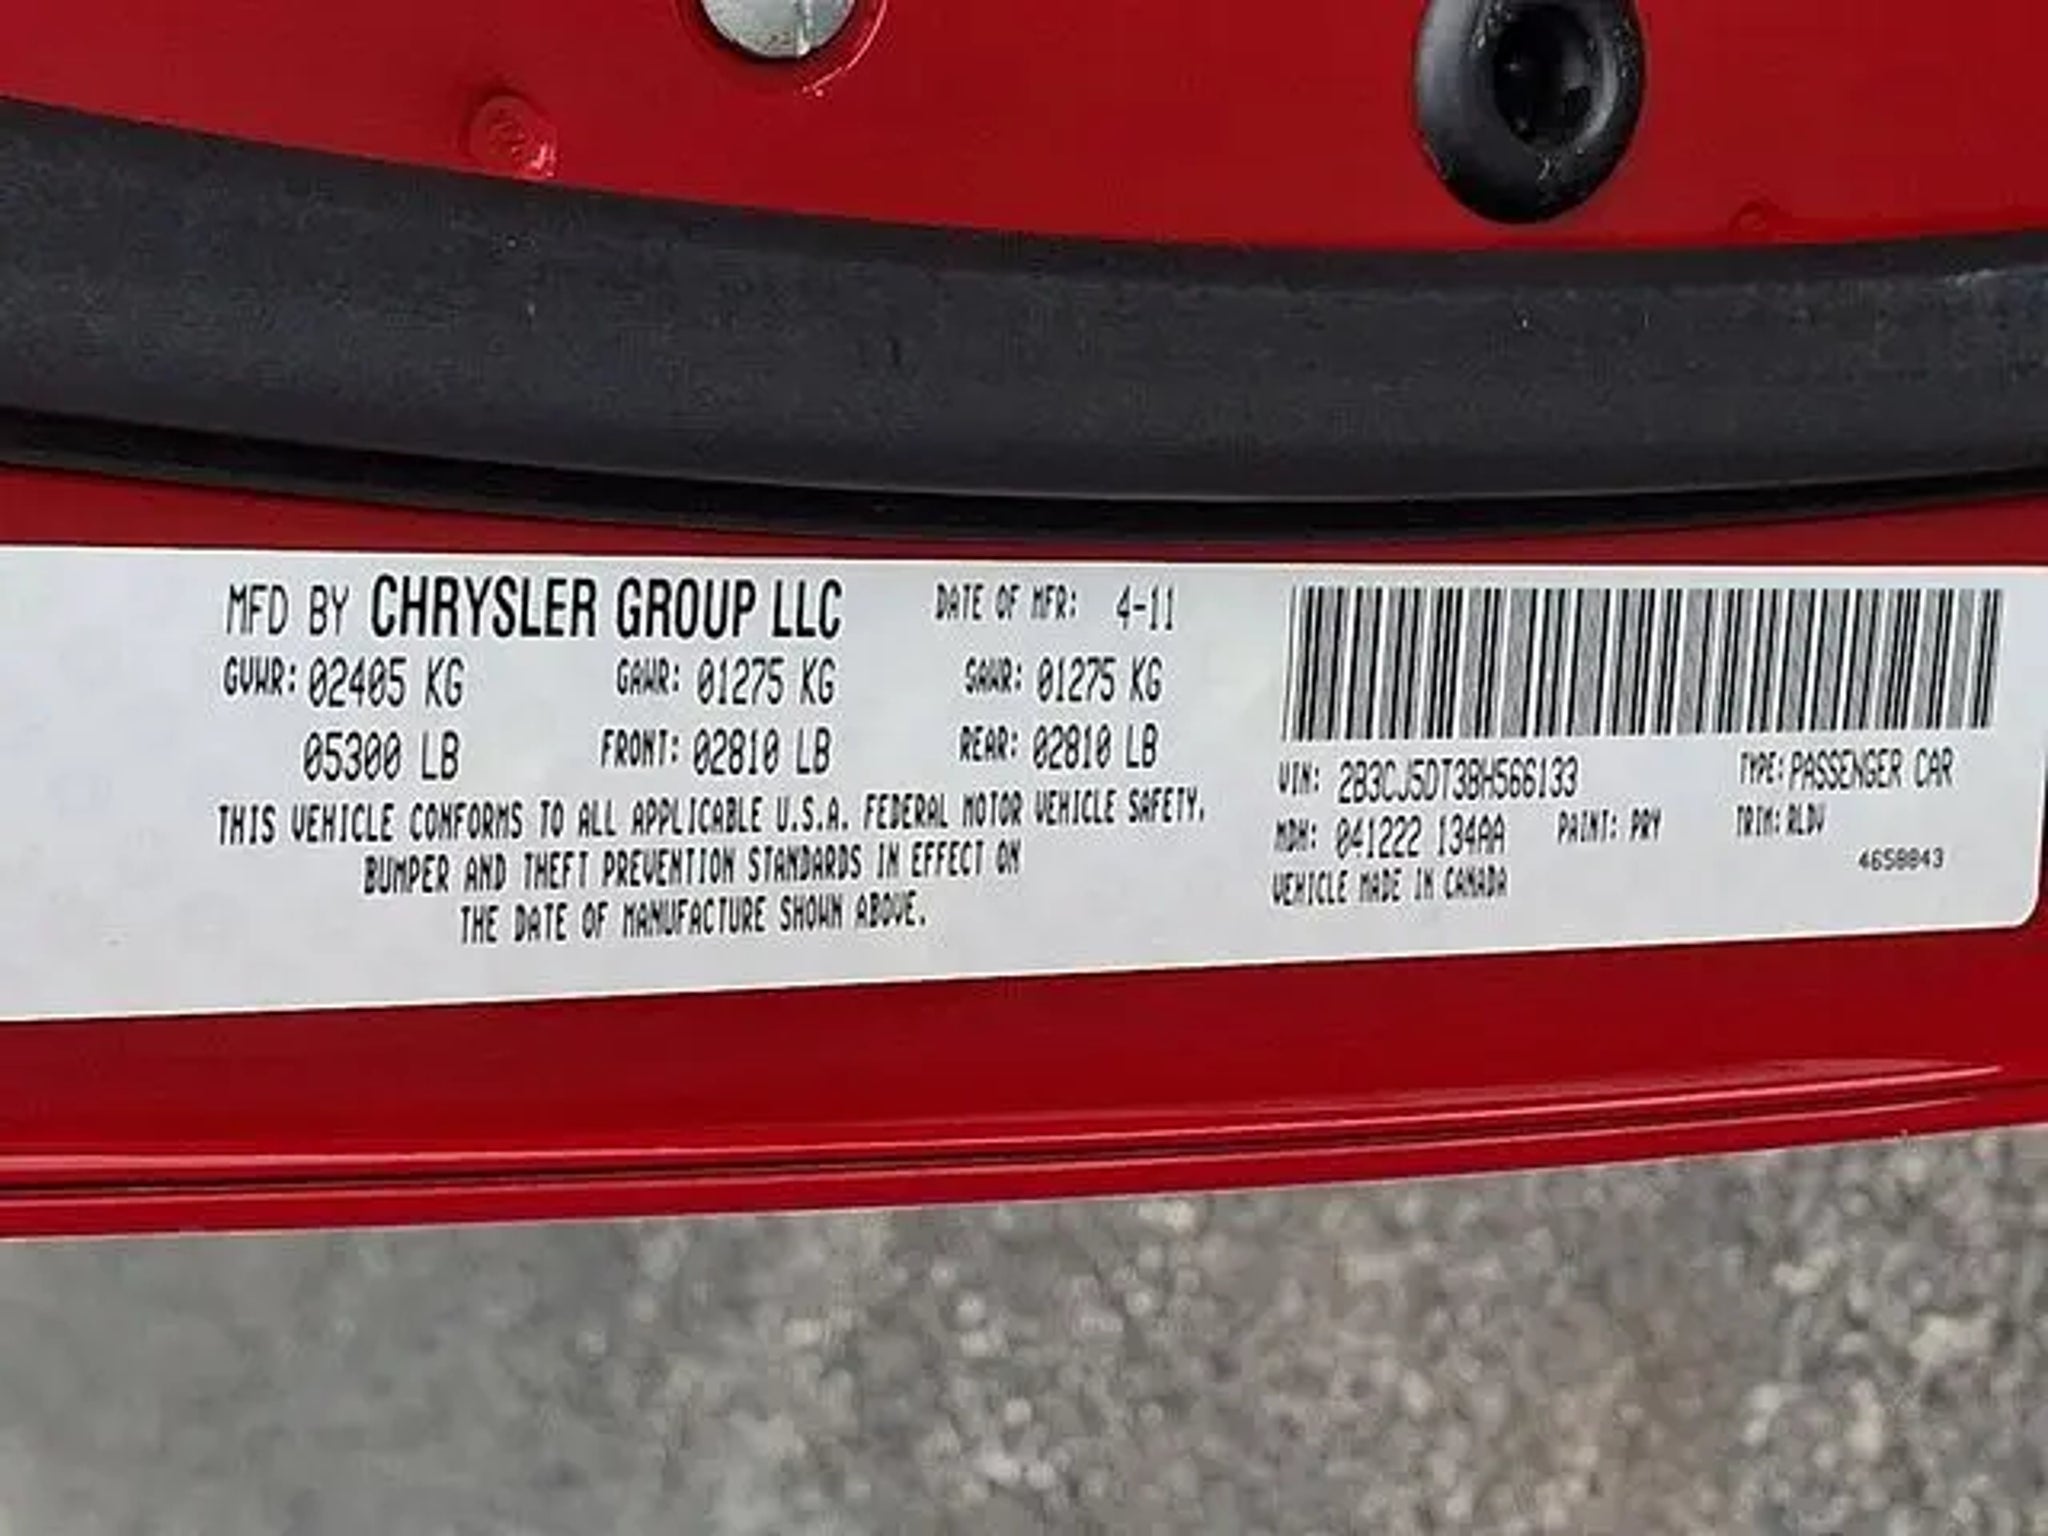 MFD BY CHRYSLER GROUP LLC DATE OF MFR: 4-11
GVWR: 02405 KG GAWR: 01275 KG GAWR: 01275 KG
05300 LB FRONT: 02810 LB REAR: 02810 LB
THIS VEHICLE CONFORMS TO ALL APPLICABLE U.S.A. FEDERAL MOTOR VEHICLE SAFETY,
BUMPER AND THEFT PREVENTION STANDARDS IN EFFECT ON
THE DATE OF MANUFACTURE SHOWN ABOVE.
VIN: 2B3CJ5DT3BH566133 TYPE: PASSENGER CAR
MDH: 041222 134AA PAINT: PRY TRIM: RLDV
4658843
VEHICLE MADE IN CANADA